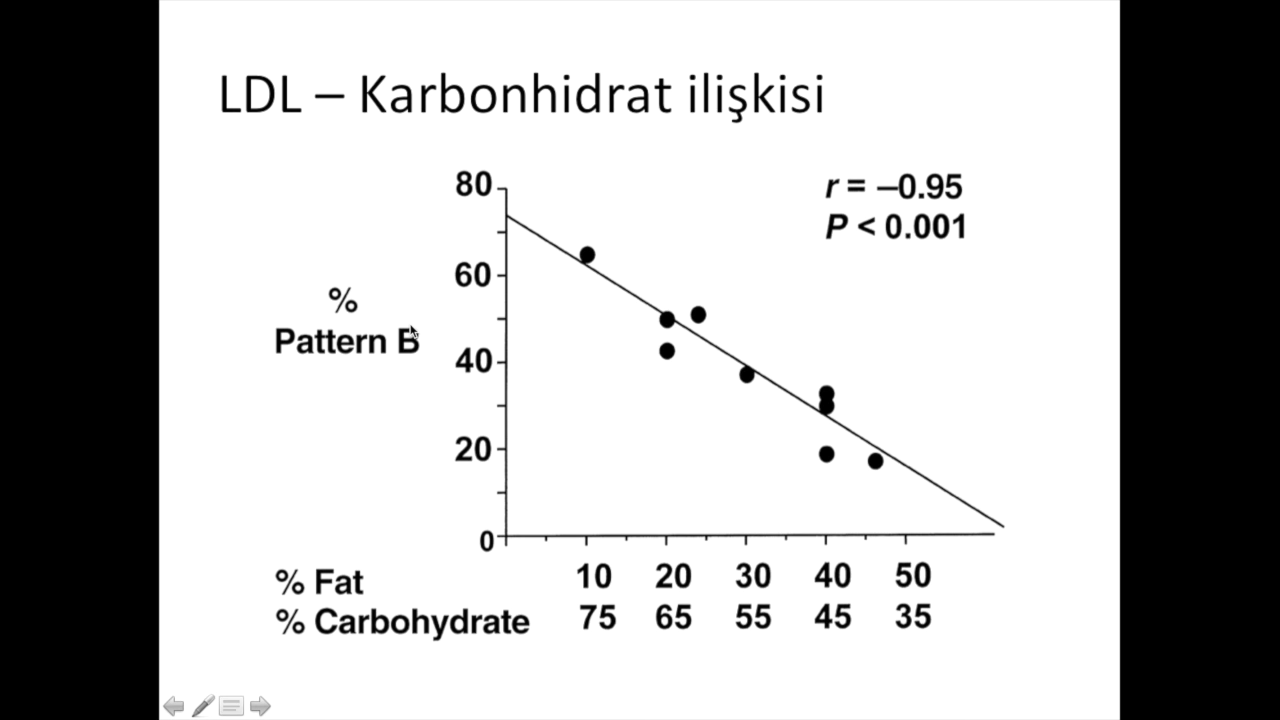 LDL – Karbonhidrat ilişkisi
r = –0.95
P < 0.001
80
60
40
20
0
%
Pattern B
% Fat 10 20 30 40 50
% Carbohydrate 75 65 55 45 35